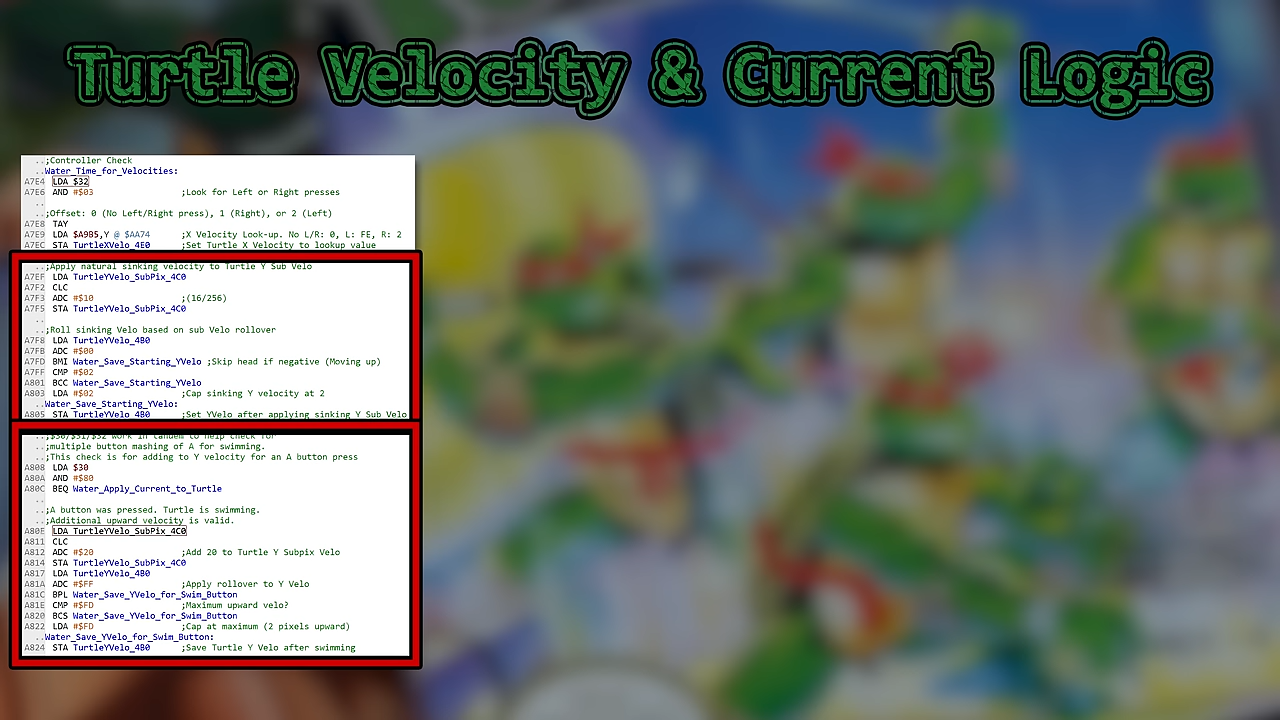 Turtle Velocity & Current Logic
..;Controller Check
..Water_Time_for_Velocities:
A7E4 LDA $32
A7E6 AND #$03 ;Look for Left or Right presses
..
..;Offset: 0 (No Left/Right press), 1 (Right), or 2 (Left)
A7E8 TAY
A7E9 LDA $A9B5,Y @ $AA74 ;X Velocity Look-up. No L/R: 0, L: FE, R: 2
A7EC STA TurtleXVelo_4E0 ;Set Turtle X Velocity to lookup value
..;Apply natural sinking velocity to Turtle Y Sub Velo
A7EF LDA TurtleYVelo_SubPix_4C0
A7F2 CLC
A7F3 ADC #$10 ;(16/256)
A7F5 STA TurtleYVelo_SubPix_4C0
..
..;Roll sinking Velo based on sub Velo rollover
A7F8 LDA TurtleYVelo_4B0
A7FB ADC #$00
A7FD BMI Water_Save_Starting_YVelo ;Skip head if negative (Moving up)
A7FF CMP #$02
A801 BCC Water_Save_Starting_YVelo
A803 LDA #$02 ;Cap sinking Y velocity at 2
..Water_Save_Starting_YVelo:
A805 STA TurtleYVelo_4B0 ;Set YVelo after applying sinking Y Sub Velo
..;$30/$31/$32 work in tandem to help check for
..;multiple button mashing of A for swimming.
..;This check is for adding to Y velocity for an A button press
A808 LDA $30
A80A AND #$80
A80C BEQ Water_Apply_Current_to_Turtle
..
..;A button was pressed. Turtle is swimming.
..;Additional upward velocity is valid.
A80E LDA TurtleYVelo_SubPix_4C0
A811 CLC
A812 ADC #$20 ;Add 20 to Turtle Y Subpix Velo
A814 STA TurtleYVelo_SubPix_4C0
A817 LDA TurtleYVelo_4B0
A81A ADC #$FF ;Apply rollover to Y Velo
A81C BPL Water_Save_YVelo_for_Swim_Button
A81E CMP #$FD ;Maximum upward velo?
A820 BCS Water_Save_YVelo_for_Swim_Button
A822 LDA #$FD ;Cap at maximum (2 pixels upward)
..Water_Save_YVelo_for_Swim_Button:
A824 STA TurtleYVelo_4B0 ;Save Turtle Y Velo after swimming